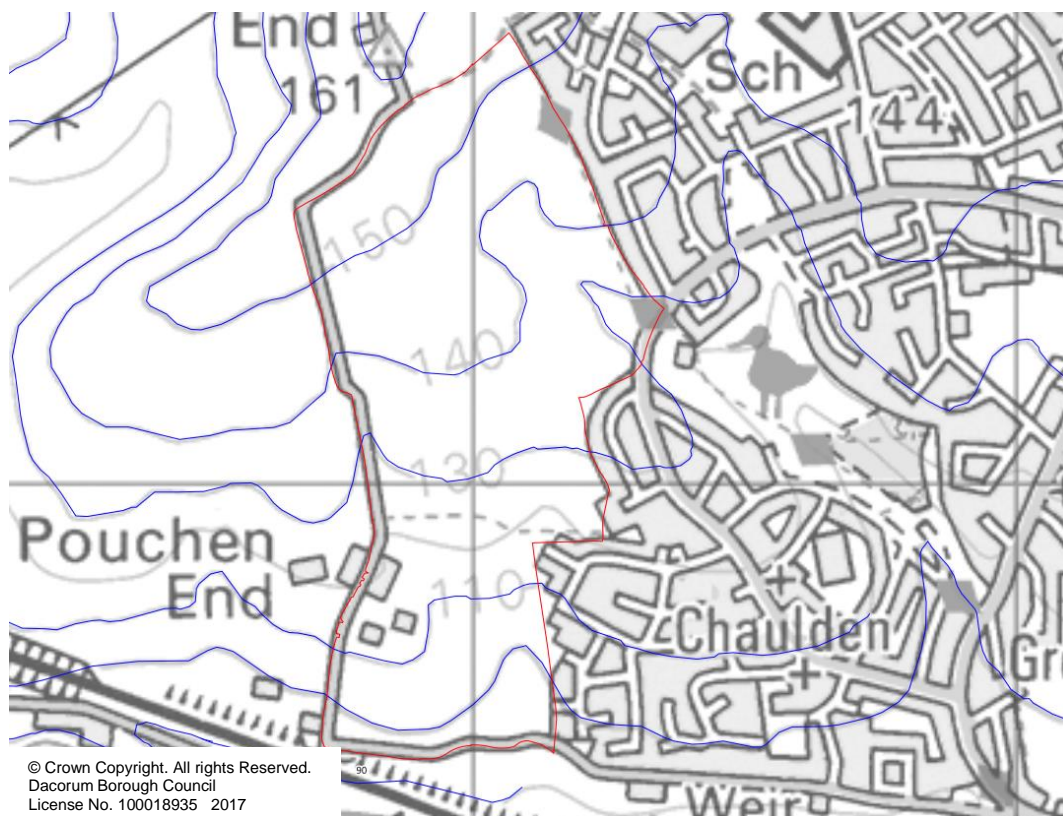 End
161
Sch
144
150
140
130
Pouchen
End
110
Chaulden
Gr
© Crown Copyright. All rights Reserved.
Dacorum Borough Council
License No. 100018935 2017
90
Weir